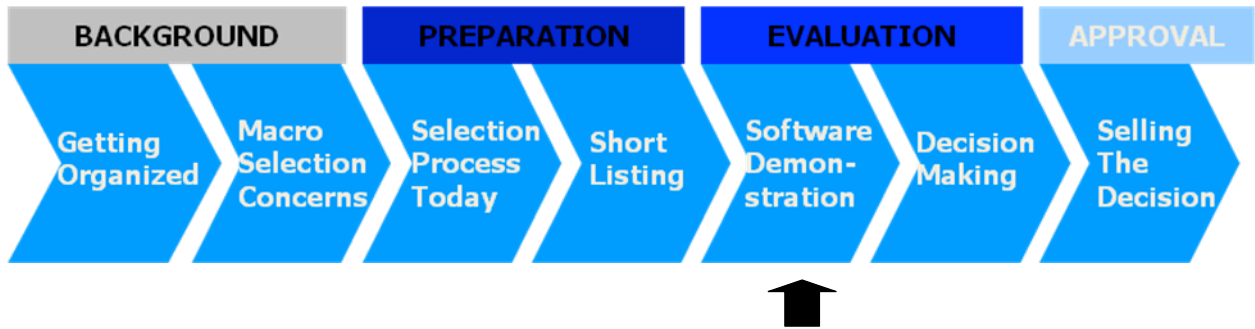 BACKGROUND
PREPARATION
EVALUATION
APPROVAL
Getting
Organized
Macro
Selection
Concerns
Selection
Process
Today
Short
Listing
Software
Demon-
stration
Decision
Making
Selling
The
Decision